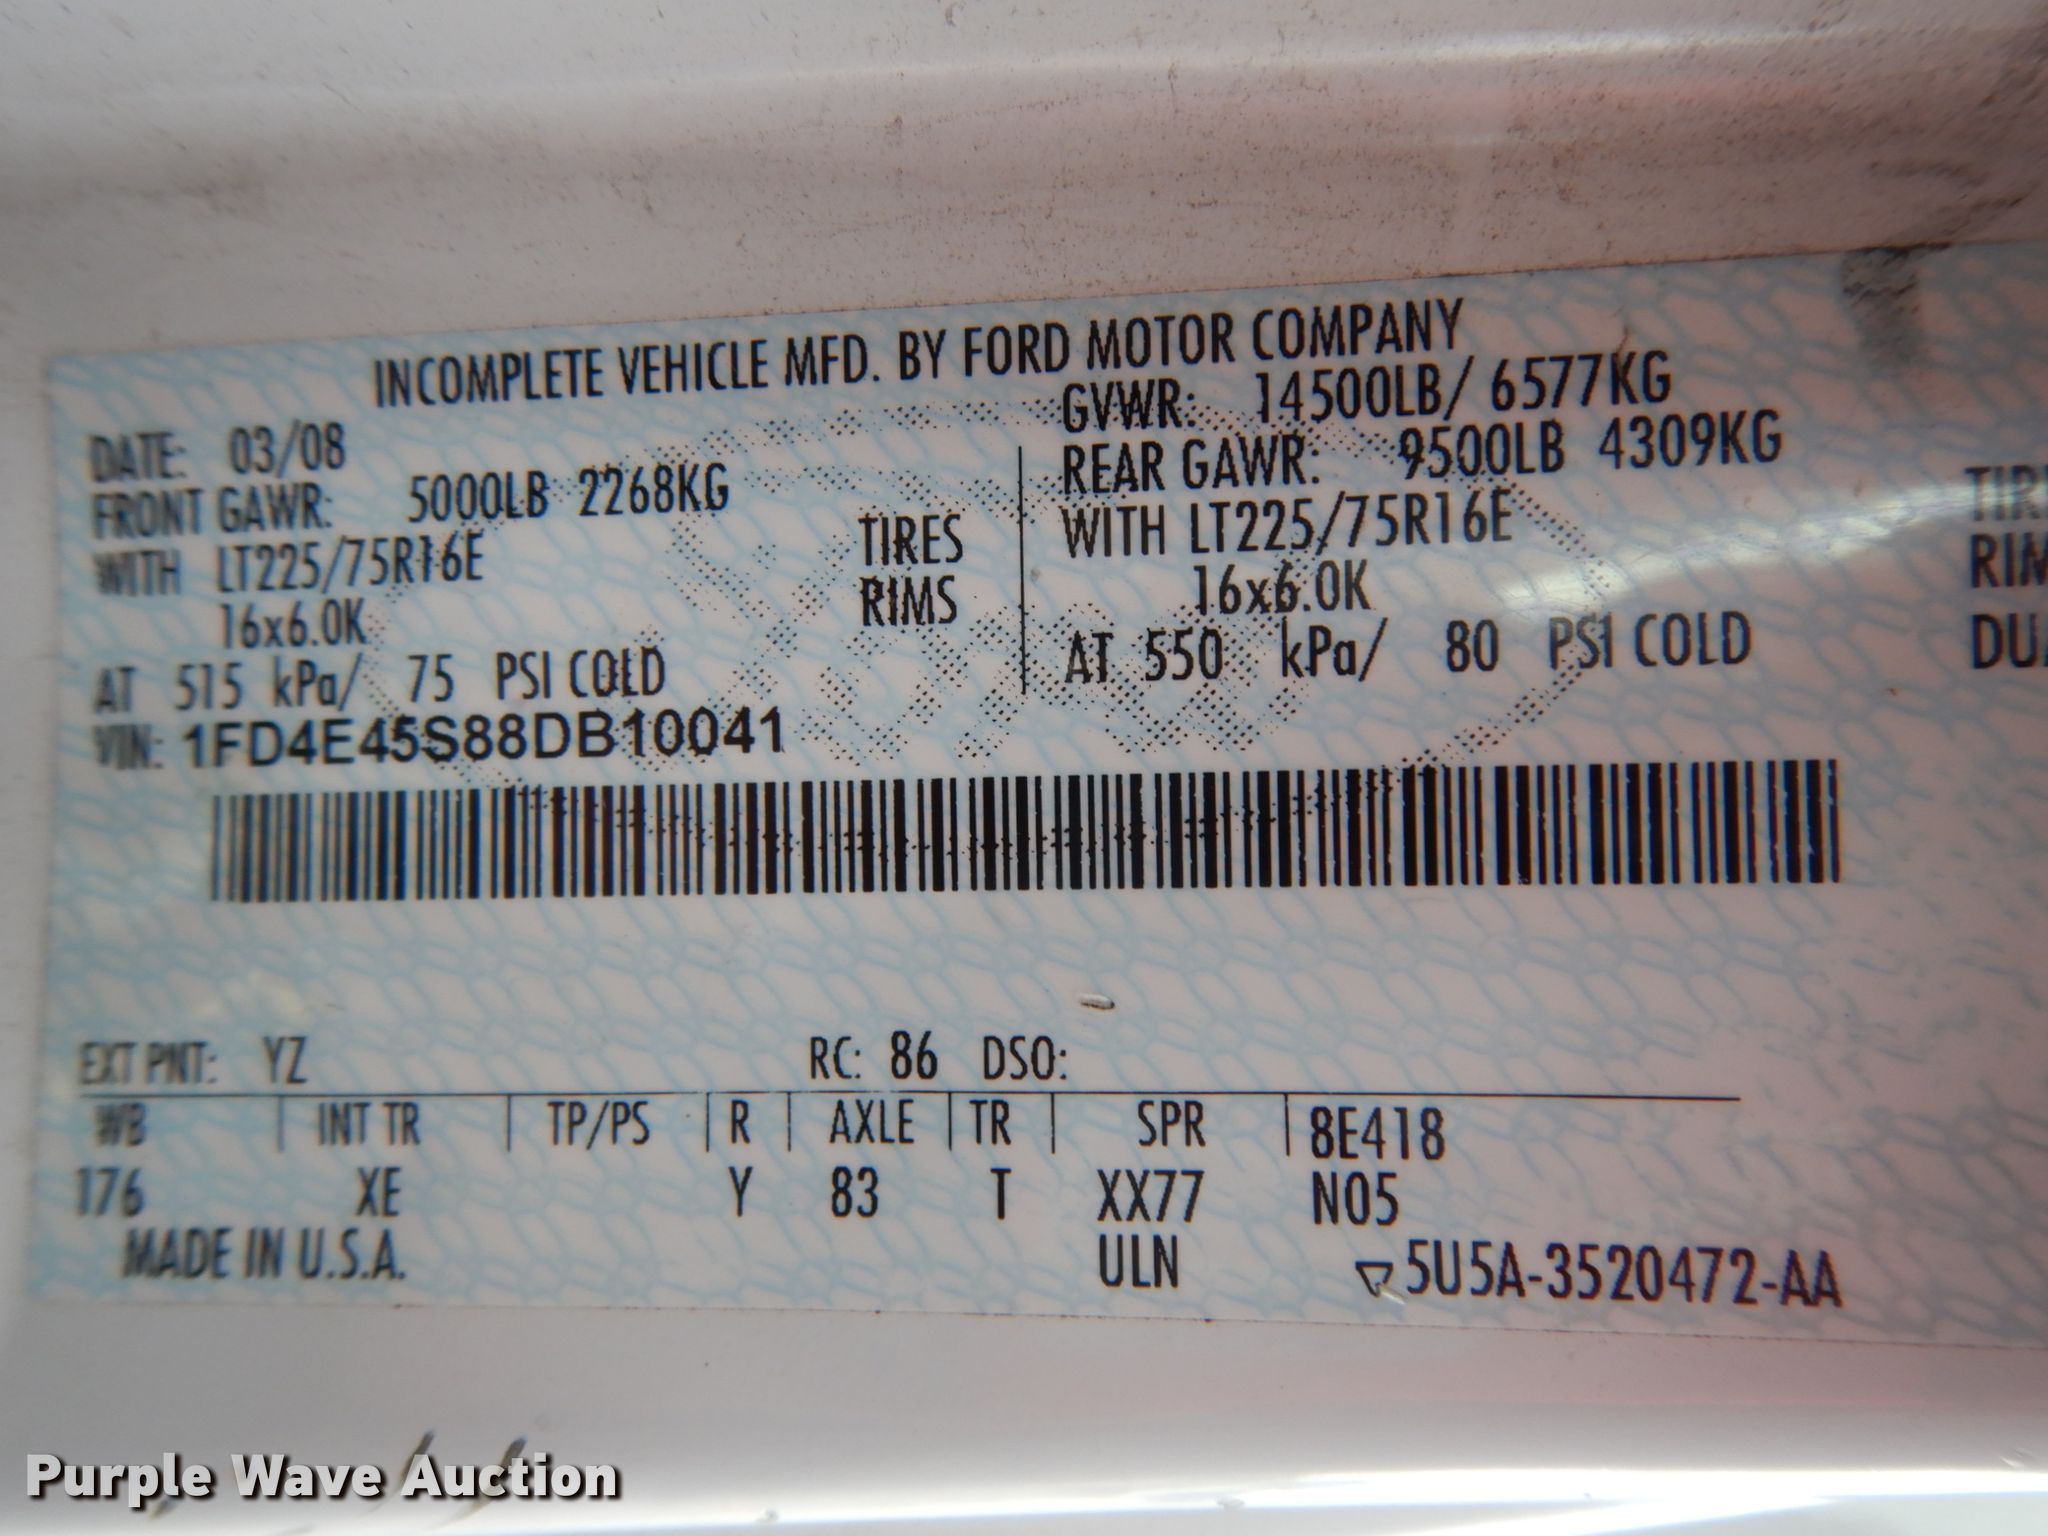 INCOMPLETE VEHICLE MFD. BY FORD MOTOR COMPANY
DATE: 03/08 GVWR: 14500LB/ 6577KG
FRONT GAWR: 5000LB 2268KG REAR GAWR: 9500LB 4309KG
WITH LT225/75R16E TIRES WITH LT225/75R16E
16x6.0K RIMS 16x6.0K
AT 515 kPa/ 75 PSI COLD AT 550 kPa/ 80 PSI COLD
VIN: 1FD4E45S88DB10041
EXT PNT: YZ RC: 86 DSO:
WB INT TR TP/PS R AXLE TR SPR 8E418
176 XE Y 83 T XX77 N05
MADE IN U.S.A. ULN 5U5A-3520472-AA
Purple Wave Auction